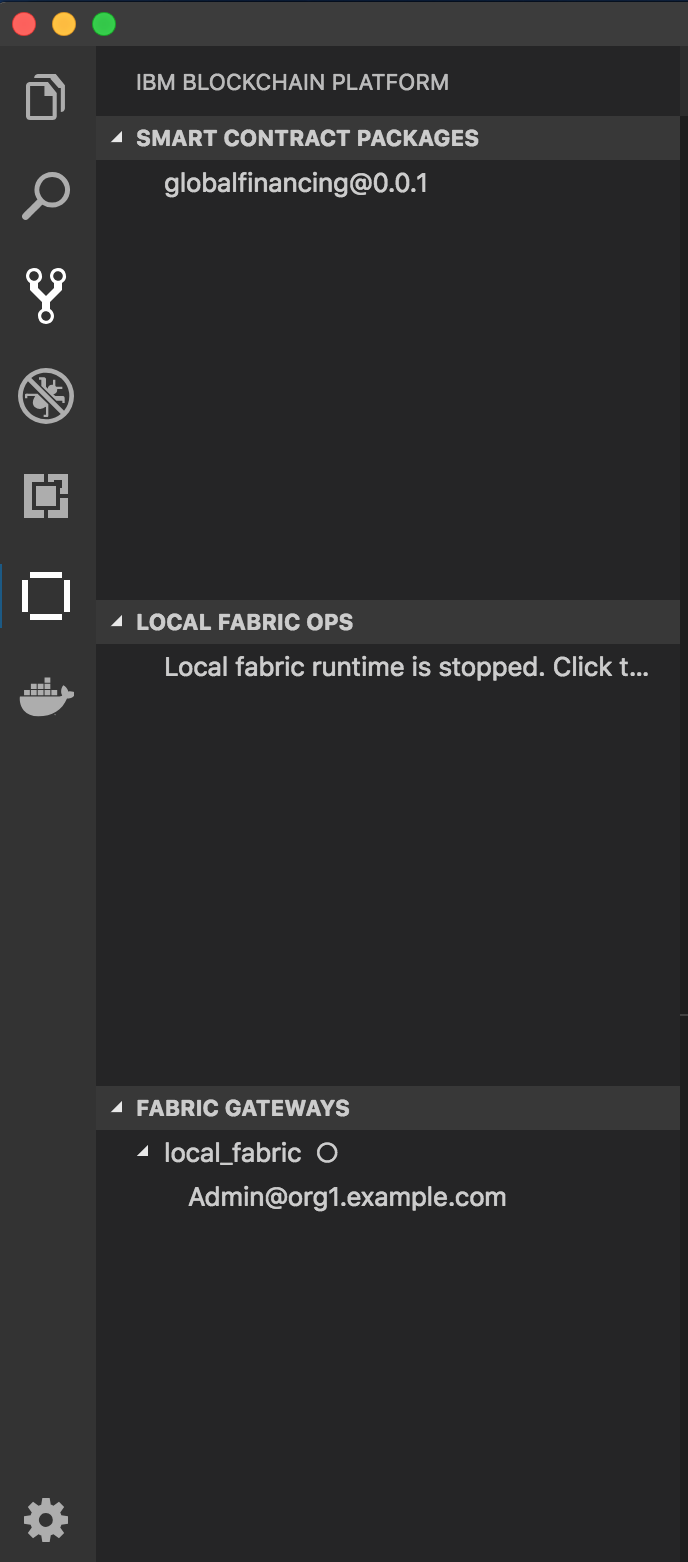 IBM BLOCKCHAIN PLATFORM
SMART CONTRACT PACKAGES
globalfinancing@0.0.1
LOCAL FABRIC OPS
Local fabric runtime is stopped. Click t...
FABRIC GATEWAYS
local_fabric
Admin@org1.example.com